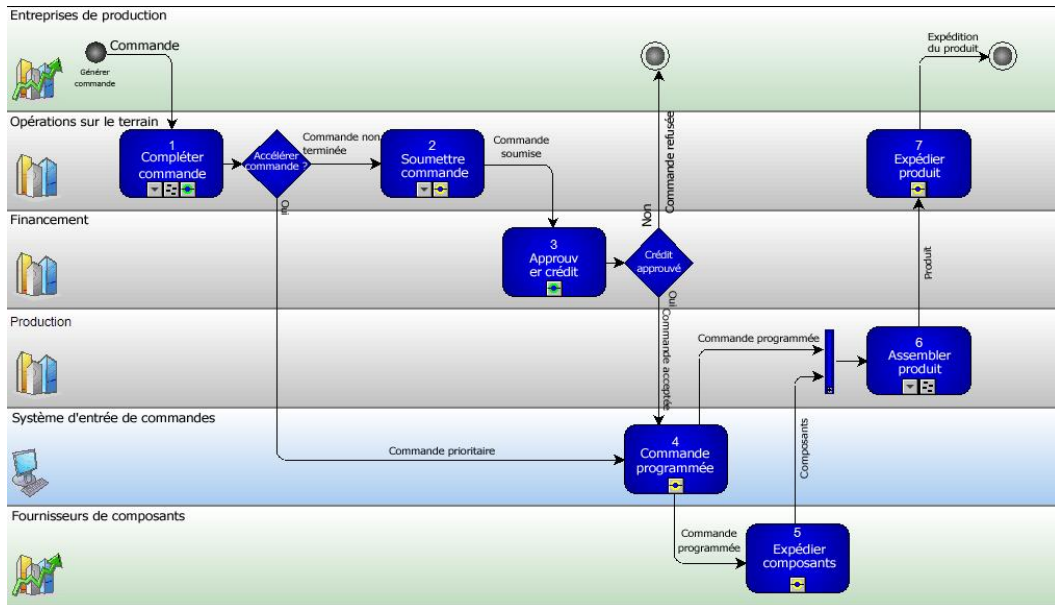 Entreprises de production
Commande
Générer
commande
Expédition
du produit
Opérations sur le terrain
1
Compléter
commande
Accélérer
commande ?
Commande non
terminée
Oui
2
Soumettre
commande
Commande
soumise
Non
Commande refusée
7
Expédier
produit
Financement
3
Approuv
er crédit
Crédit
approuvé
Oui
Commande acceptée
Produit
Production
Commande programmée
6
Assembler
produit
Système d'entrée de commandes
Commande prioritaire
4
Commande
programmée
Composants
Fournisseurs de composants
Commande
programmée
5
Expédier
composants